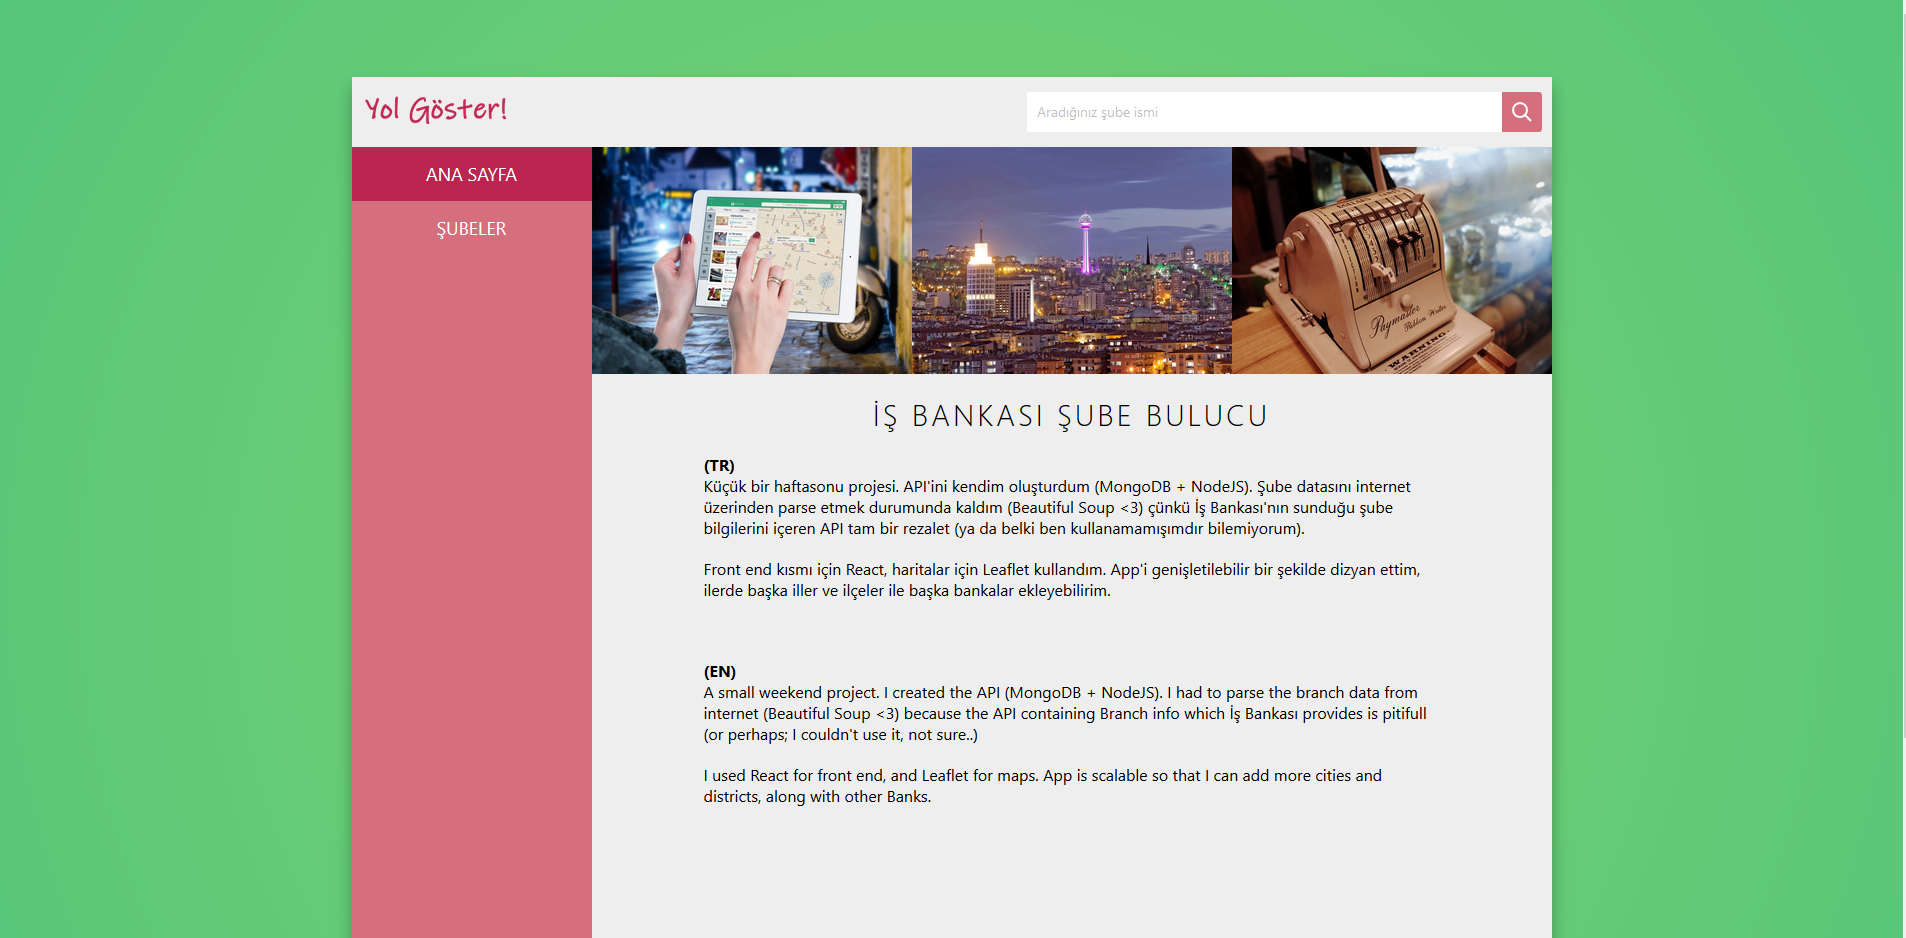 Yol Göster!
Aradığınız şube ismi
ANA SAYFA
ŞUBELER
Paymaster
Ribbon Writer
WARNING
İŞ BANKASI ŞUBE BULUCU
(TR)
Küçük bir haftasonu projesi. API'ini kendim oluşturdum (MongoDB + NodeJS). Şube datasını internet
üzerinden parse etmek durumunda kaldım (Beautiful Soup <3) çünkü İş Bankası'nın sunduğu şube
bilgilerini içeren API tam bir rezalet (ya da belki ben kullanamamışımdır bilemiyorum).
Front end kısmı için React, haritalar için Leaflet kullandım. App'i genişletilebilir bir şekilde dizyan ettim,
ilerde başka iller ve ilçeler ile başka bankalar ekleyebilirim.
(EN)
A small weekend project. I created the API (MongoDB + NodeJS). I had to parse the branch data from
internet (Beautiful Soup <3) because the API containing Branch info which İş Bankası provides is pitifull
(or perhaps; I couldn't use it, not sure..)
I used React for front end, and Leaflet for maps. App is scalable so that I can add more cities and
districts, along with other Banks.